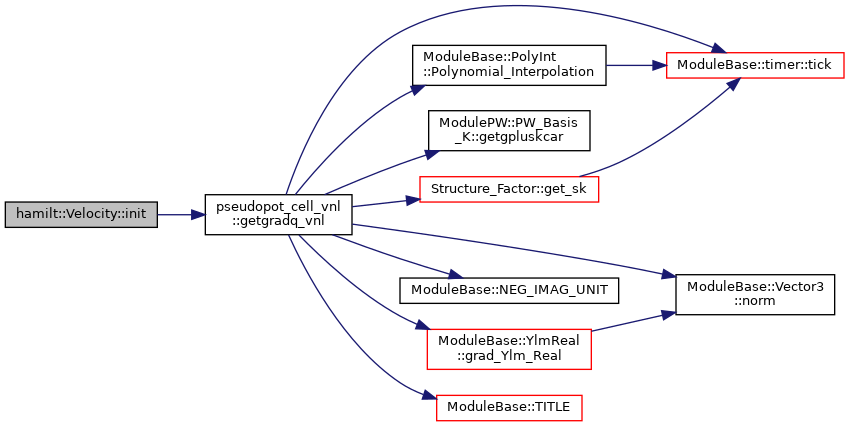 hamilt::Velocity::init
pseudopot_cell_vnl
::getgradq_vnl
ModuleBase::PolyInt
::Polynomial_Interpolation
ModulePW::PW_Basis
_K::getgpluskcar
Structure_Factor::get_sk
ModuleBase::NEG_IMAG_UNIT
ModuleBase::YlmReal
::grad_Ylm_Real
ModuleBase::TITLE
ModuleBase::timer::tick
ModuleBase::Vector3
::norm